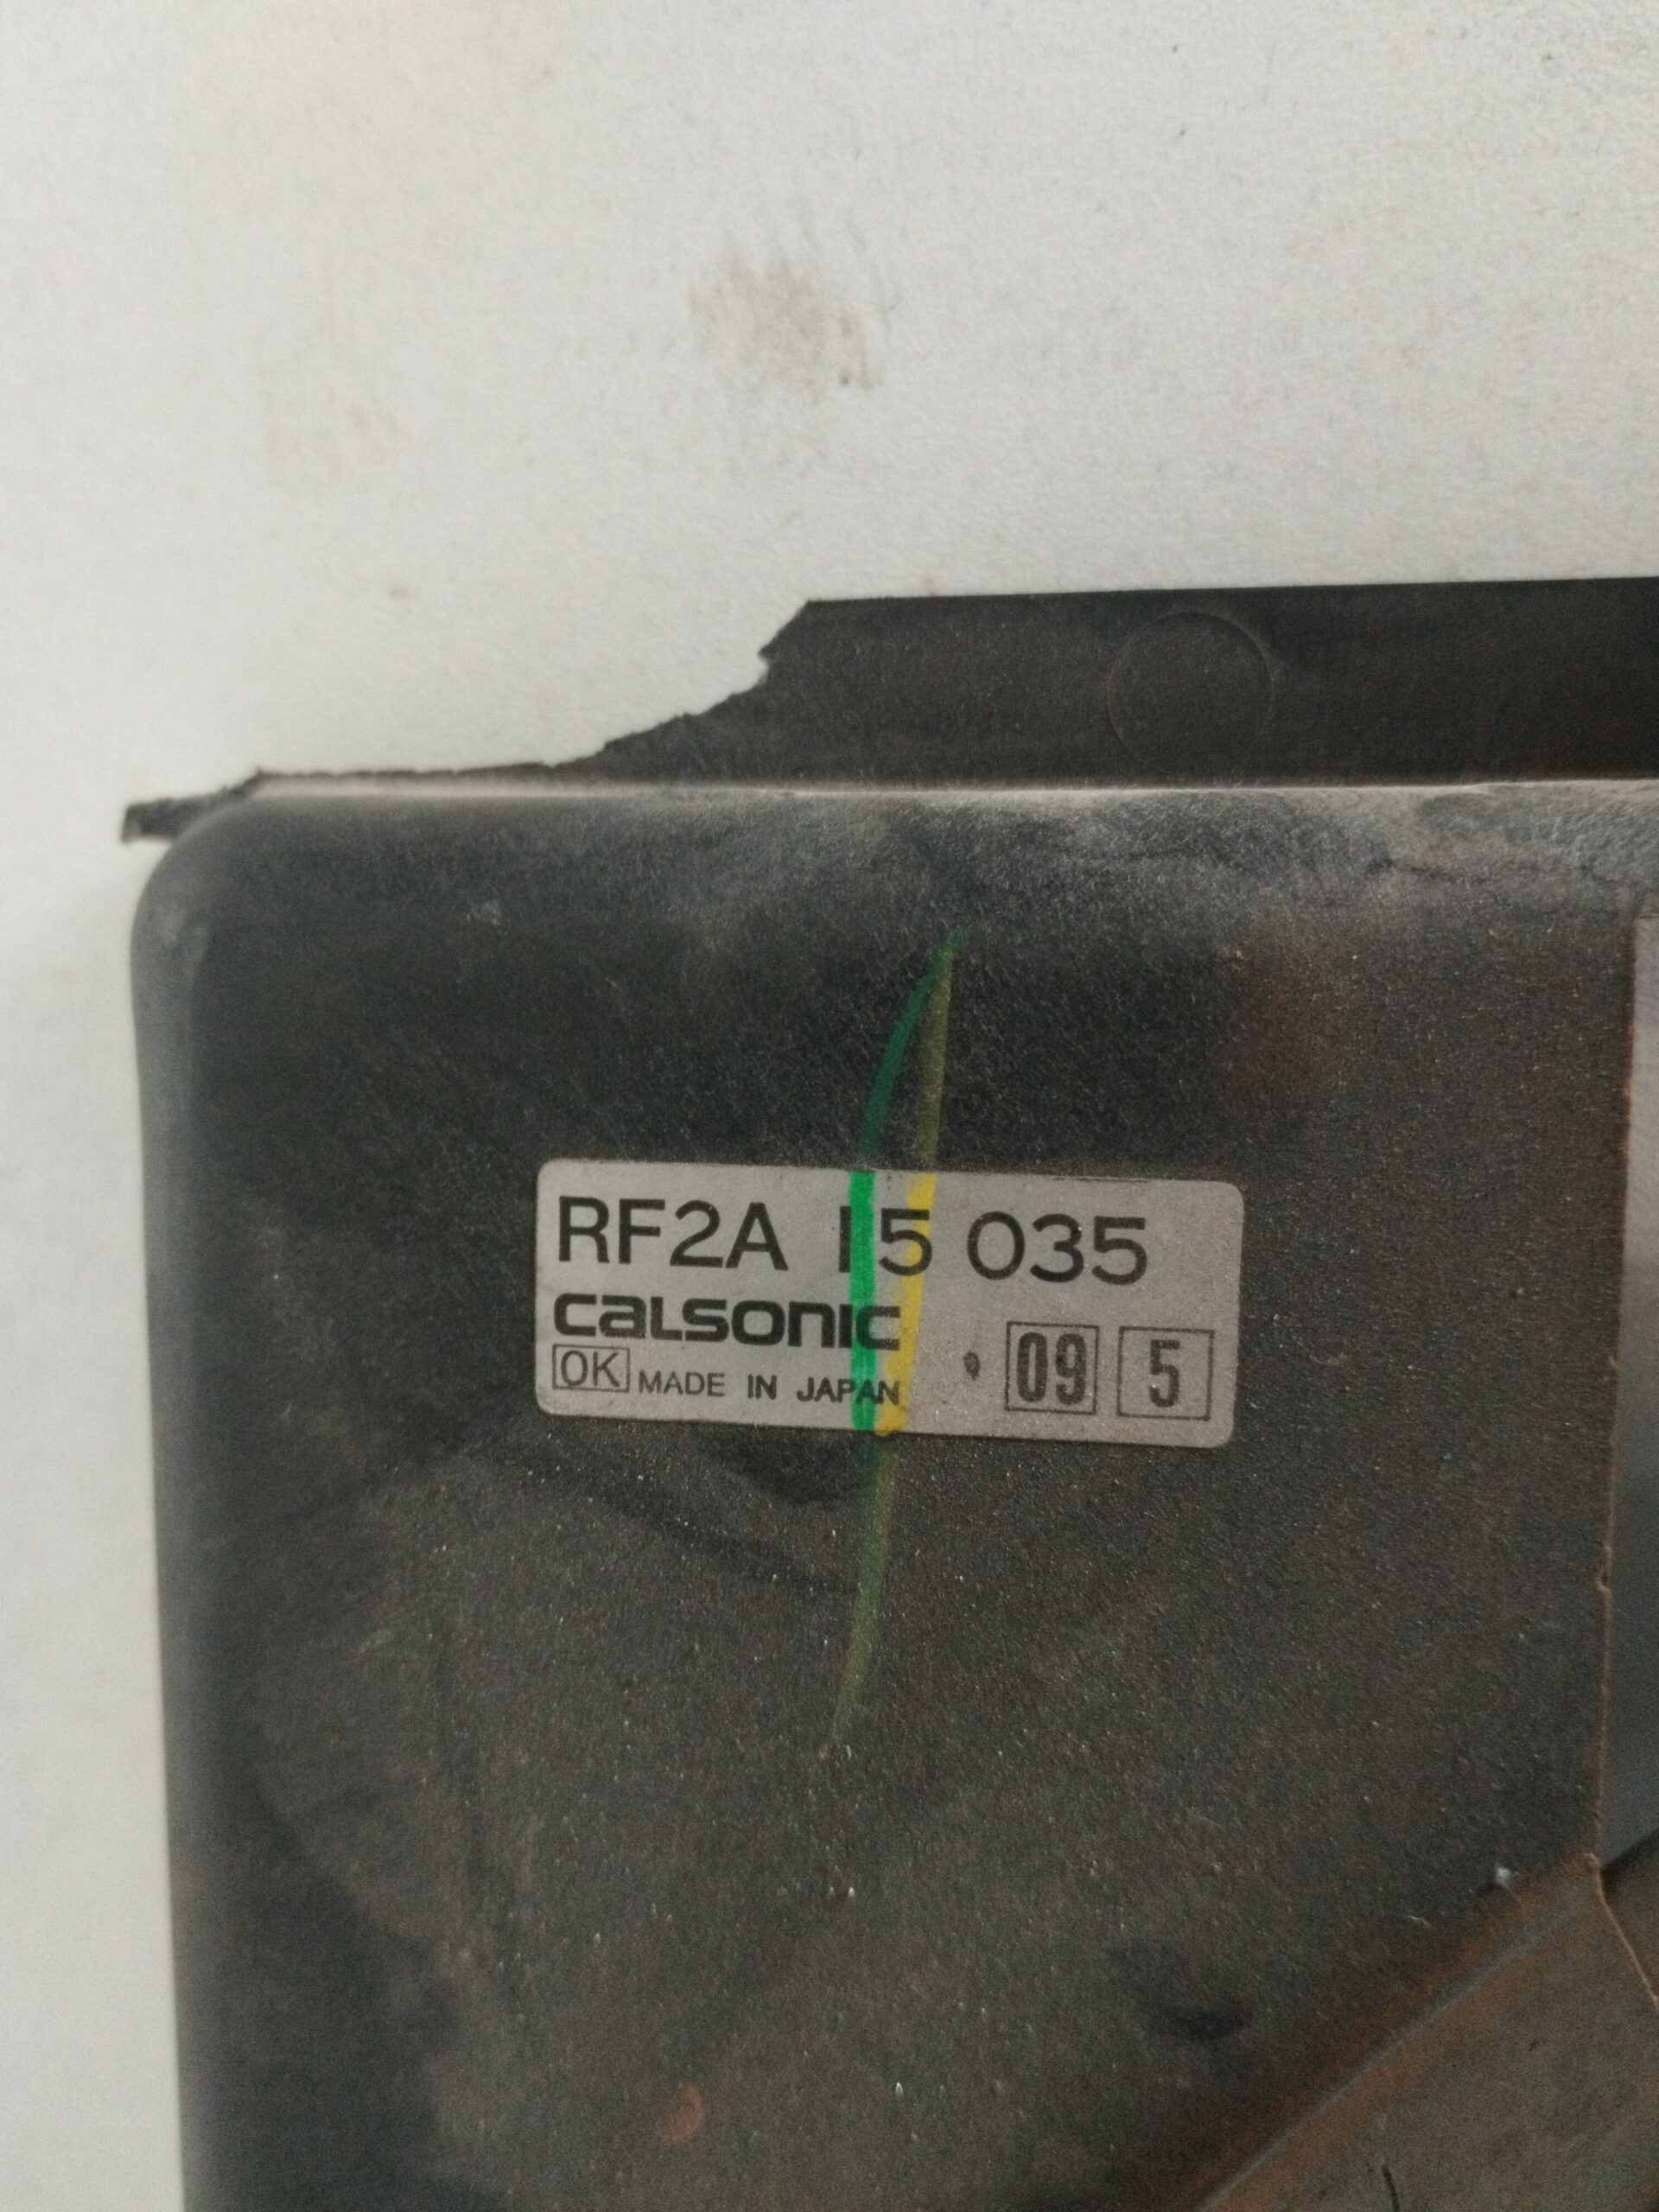 RF2A 15 035
CALSONIC
OK MADE IN JAPAN 09 5